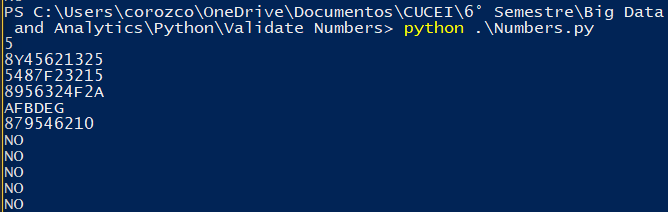 PS C:\Users\corozco\OneDrive\Documentos\CUCEI\6° Semestre\Big Data
and Analytics\Python\Validate Numbers> python .\Numbers.py
5
8Y45621325
5487F23215
8956324F2A
AFBDEG
879546210
NO
NO
NO
NO
NO